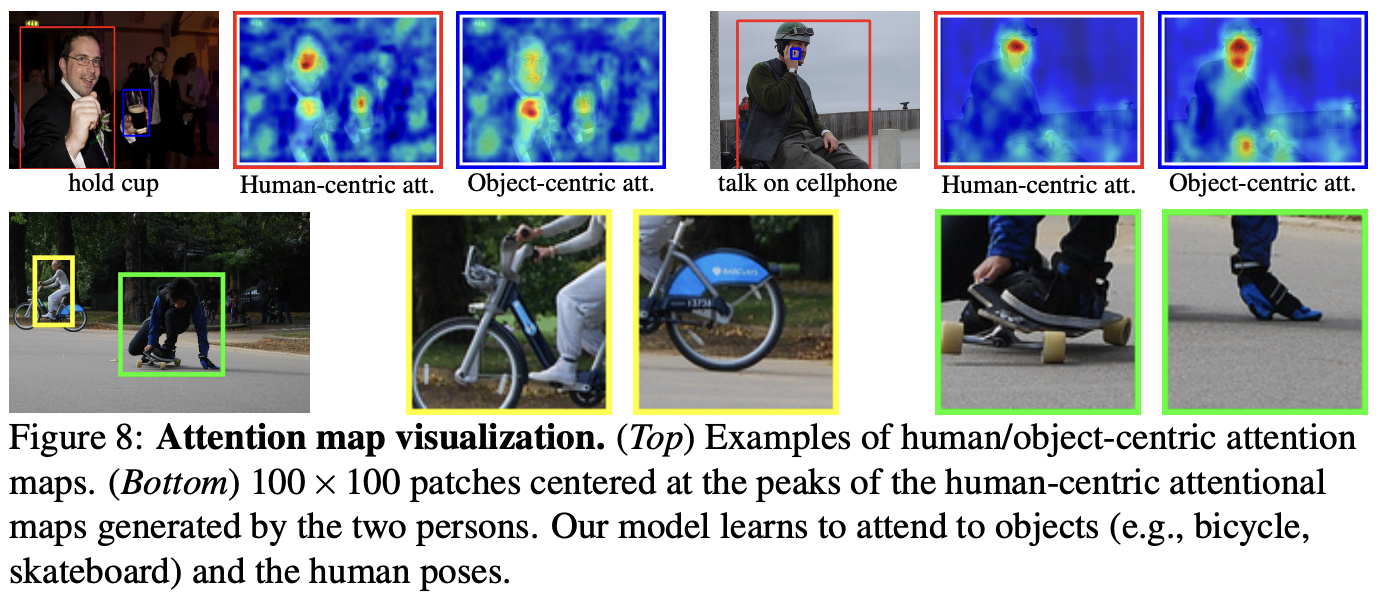 hold cup
Human-centric att.
Object-centric att.
talk on cellphone
Human-centric att.
Object-centric att.
BARCLAYS
13736
Figure 8: Attention map visualization. (Top) Examples of human/object-centric attention
maps. (Bottom) 100 × 100 patches centered at the peaks of the human-centric attentional
maps generated by the two persons. Our model learns to attend to objects (e.g., bicycle,
skateboard) and the human poses.